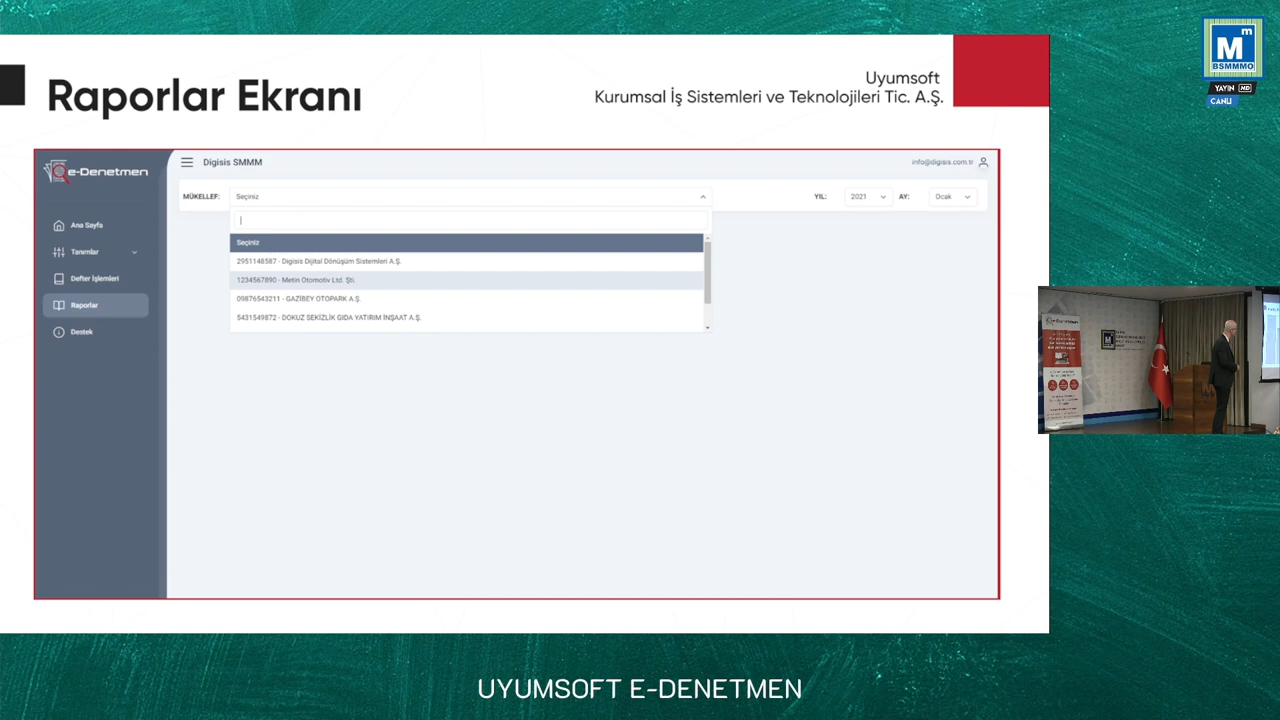 Raporlar Ekranı
Uyumsoft
Kurumsal İş Sistemleri ve Teknolojileri Tic. A.Ş.
M m
BSMMMO
YAYIN HD
CANLI
e-Denetmen
Digisis SMMM
info@digisis.com.tr
MÜKELLEF: Seçiniz
YIL: 2021 AY: Ocak
Ana Sayfa
Tanımlar
Defter İşlemleri
Raporlar
Destek
Seçiniz
2951148587 - Digisis Dijital Dönüşüm Sistemleri A.Ş.
1234567890 - Metin Otomotiv Ltd. Şti.
09876543211 - GAZİBEY OTOPARK A.Ş.
5431549872 - DOKUZ SEKİZLİK GIDA YATIRIM İNŞAAT A.Ş.
e-Denetmen
UYUMSOFT E-DENETMEN